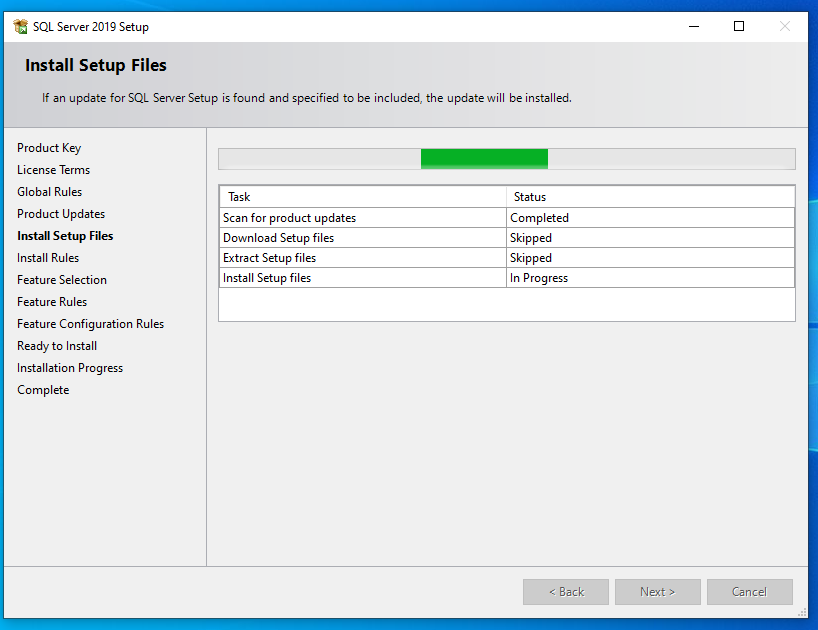 SQL Server 2019 Setup
Install Setup Files
If an update for SQL Server Setup is found and specified to be included, the update will be installed.
Product Key
License Terms
Global Rules
Product Updates
Install Setup Files
Install Rules
Feature Selection
Feature Rules
Feature Configuration Rules
Ready to Install
Installation Progress
Complete
Task Status
Scan for product updates Completed
Download Setup files Skipped
Extract Setup files Skipped
Install Setup files In Progress
< Back Next > Cancel